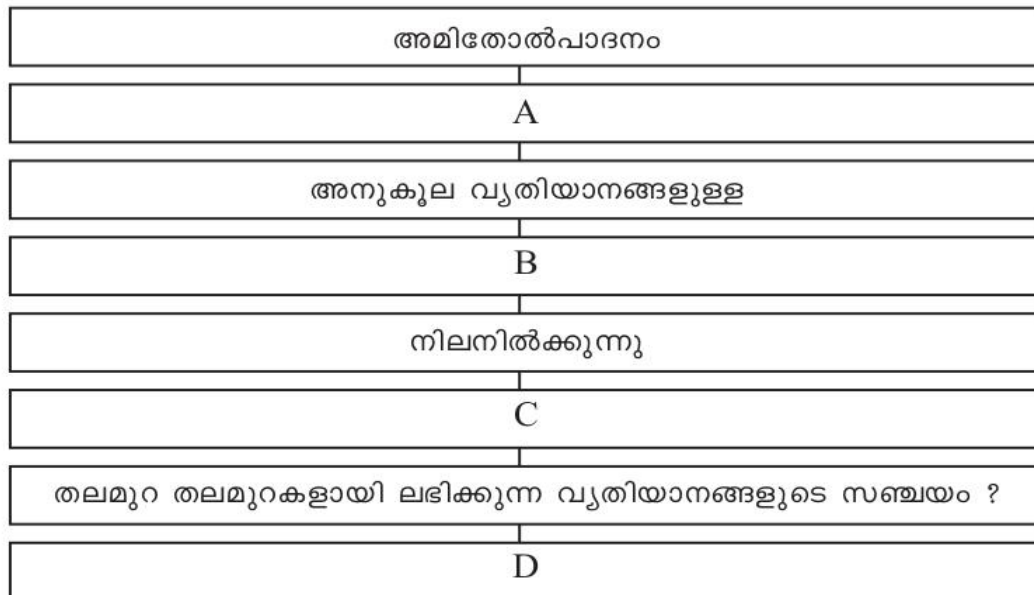 അമിതോൽപാദനം
A
അനുകൂല വ്യതിയാനങ്ങളുള്ള
B
നിലനിൽക്കുന്നു
C
തലമുറ തലമുറകളായി ലഭിക്കുന്ന വ്യതിയാനങ്ങളുടെ സഞ്ചയം ?
D